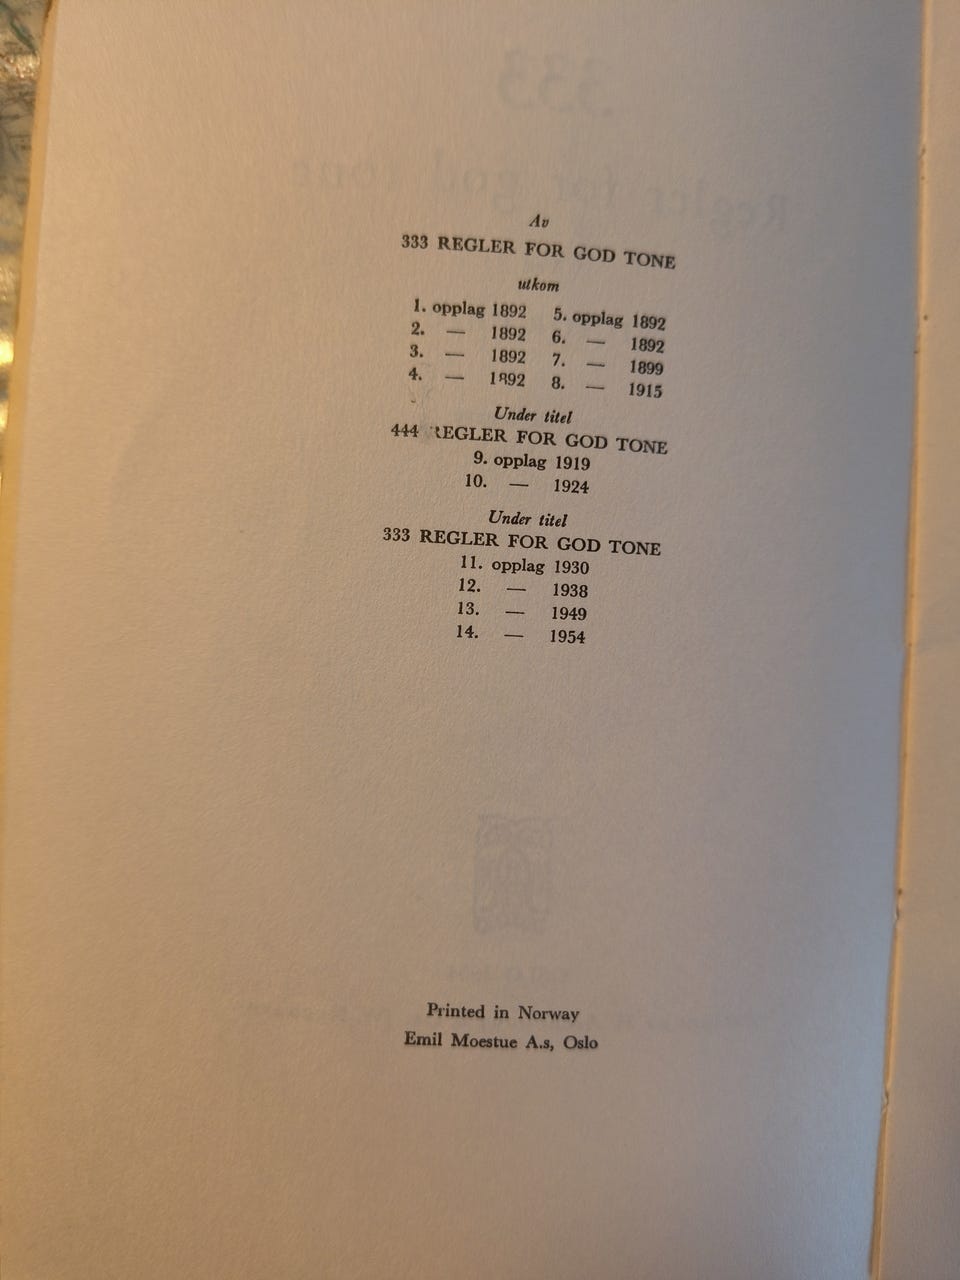 Av
333 REGLER FOR GOD TONE
utkom
1. opplag 1892 5. opplag 1892
2. — 1892 6. — 1892
3. — 1892 7. — 1899
4. — 1892 8. — 1915
Under titel
444 REGLER FOR GOD TONE
9. opplag 1919
10. — 1924
Under titel
333 REGLER FOR GOD TONE
11. opplag 1930
12. — 1938
13. — 1949
14. — 1954
Printed in Norway
Emil Moestue A.s, Oslo